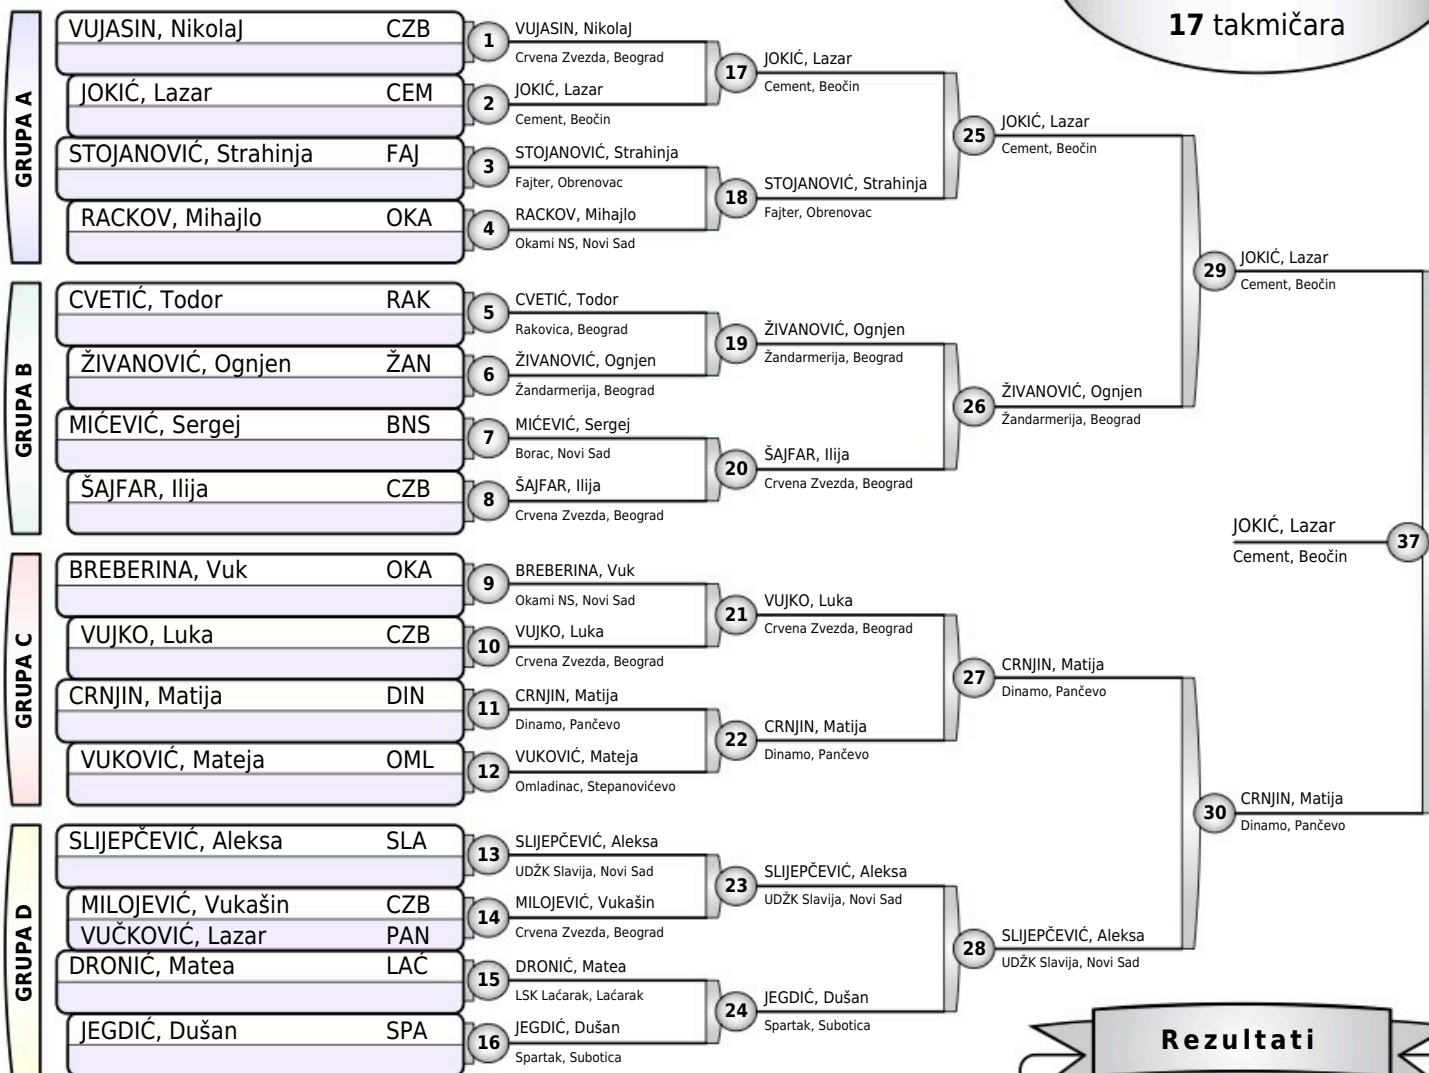 17 takmičara
GRUPA A
VUJASIN, NikolaJ CZB
JOKIĆ, Lazar CEM
STOJANOVIĆ, Strahinja FAJ
RACKOV, Mihajlo OKA
GRUPA B
CVETIĆ, Todor RAK
ŽIVANOVIĆ, Ognjen ŽAN
MIĆEVIĆ, Sergej BNS
ŠAJFAR, Ilija CZB
GRUPA C
BREBERINA, Vuk OKA
VUJKO, Luka CZB
CRNJIN, Matija DIN
VUKOVIĆ, Mateja OML
GRUPA D
SLIJEPČEVIĆ, Aleksa SLA
MILOJEVIĆ, Vukašin CZB
VUČKOVIĆ, Lazar PAN
DRONIĆ, Matea LAĆ
JEGDIĆ, Dušan SPA
1 VUJASIN, NikolaJ
Crvena Zvezda, Beograd
2 JOKIĆ, Lazar
Cement, Beočin
3 STOJANOVIĆ, Strahinja
Fajter, Obrenovac
4 RACKOV, Mihajlo
Okami NS, Novi Sad
5 CVETIĆ, Todor
Rakovica, Beograd
6 ŽIVANOVIĆ, Ognjen
Žandarmerija, Beograd
7 MIĆEVIĆ, Sergej
Borac, Novi Sad
8 ŠAJFAR, Ilija
Crvena Zvezda, Beograd
9 BREBERINA, Vuk
Okami NS, Novi Sad
10 VUJKO, Luka
Crvena Zvezda, Beograd
11 CRNJIN, Matija
Dinamo, Pančevo
12 VUKOVIĆ, Mateja
Omladinac, Stepanovićevo
13 SLIJEPČEVIĆ, Aleksa
UDŽK Slavija, Novi Sad
14 MILOJEVIĆ, Vukašin
Crvena Zvezda, Beograd
15 DRONIĆ, Matea
LSK Laćarak, Laćarak
16 JEGDIĆ, Dušan
Spartak, Subotica
17 JOKIĆ, Lazar
Cement, Beočin
18 STOJANOVIĆ, Strahinja
Fajter, Obrenovac
19 ŽIVANOVIĆ, Ognjen
Žandarmerija, Beograd
20 ŠAJFAR, Ilija
Crvena Zvezda, Beograd
21 VUJKO, Luka
Crvena Zvezda, Beograd
22 CRNJIN, Matija
Dinamo, Pančevo
23 SLIJEPČEVIĆ, Aleksa
UDŽK Slavija, Novi Sad
24 JEGDIĆ, Dušan
Spartak, Subotica
25 JOKIĆ, Lazar
Cement, Beočin
26 ŽIVANOVIĆ, Ognjen
Žandarmerija, Beograd
27 CRNJIN, Matija
Dinamo, Pančevo
28 SLIJEPČEVIĆ, Aleksa
UDŽK Slavija, Novi Sad
29 JOKIĆ, Lazar
Cement, Beočin
30 CRNJIN, Matija
Dinamo, Pančevo
JOKIĆ, Lazar 37
Cement, Beočin
Rezultati